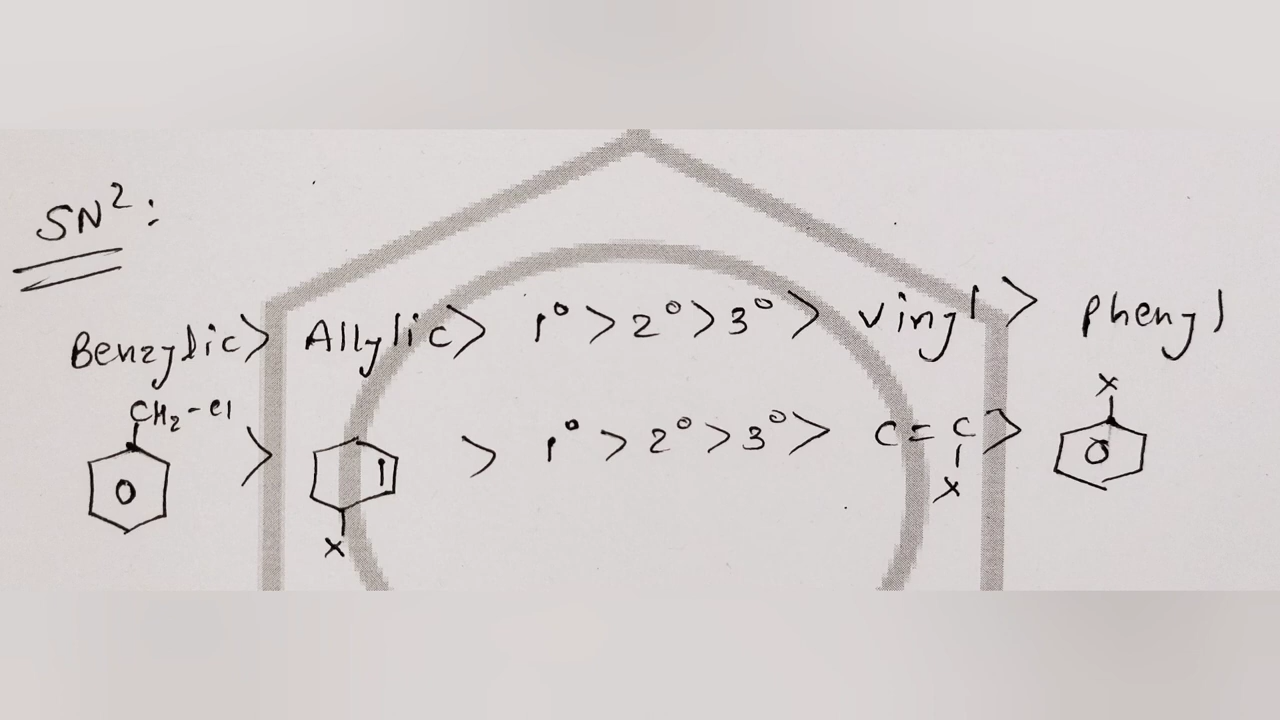 SN²:
Benzylic > Allylic > 1° > 2° > 3° > Vinyl > Phenyl
CH₂-Cl > X > 1° > 2° > 3° > C = C X > X